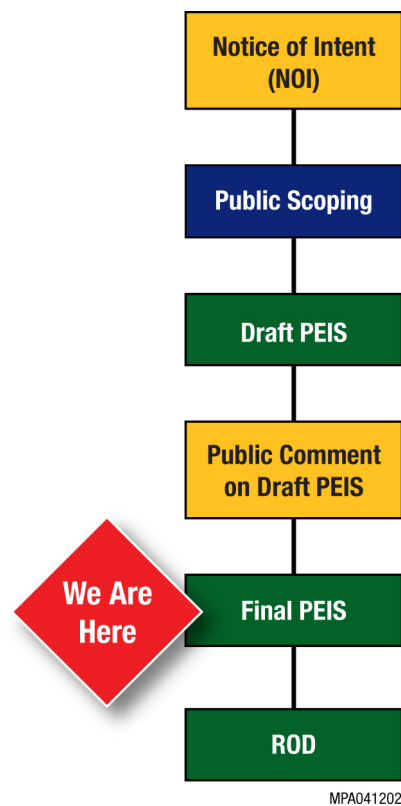 Notice of Intent
(NOI)
Public Scoping
Draft PEIS
Public Comment
on Draft PEIS
We Are
Here
Final PEIS
ROD
MPA041202